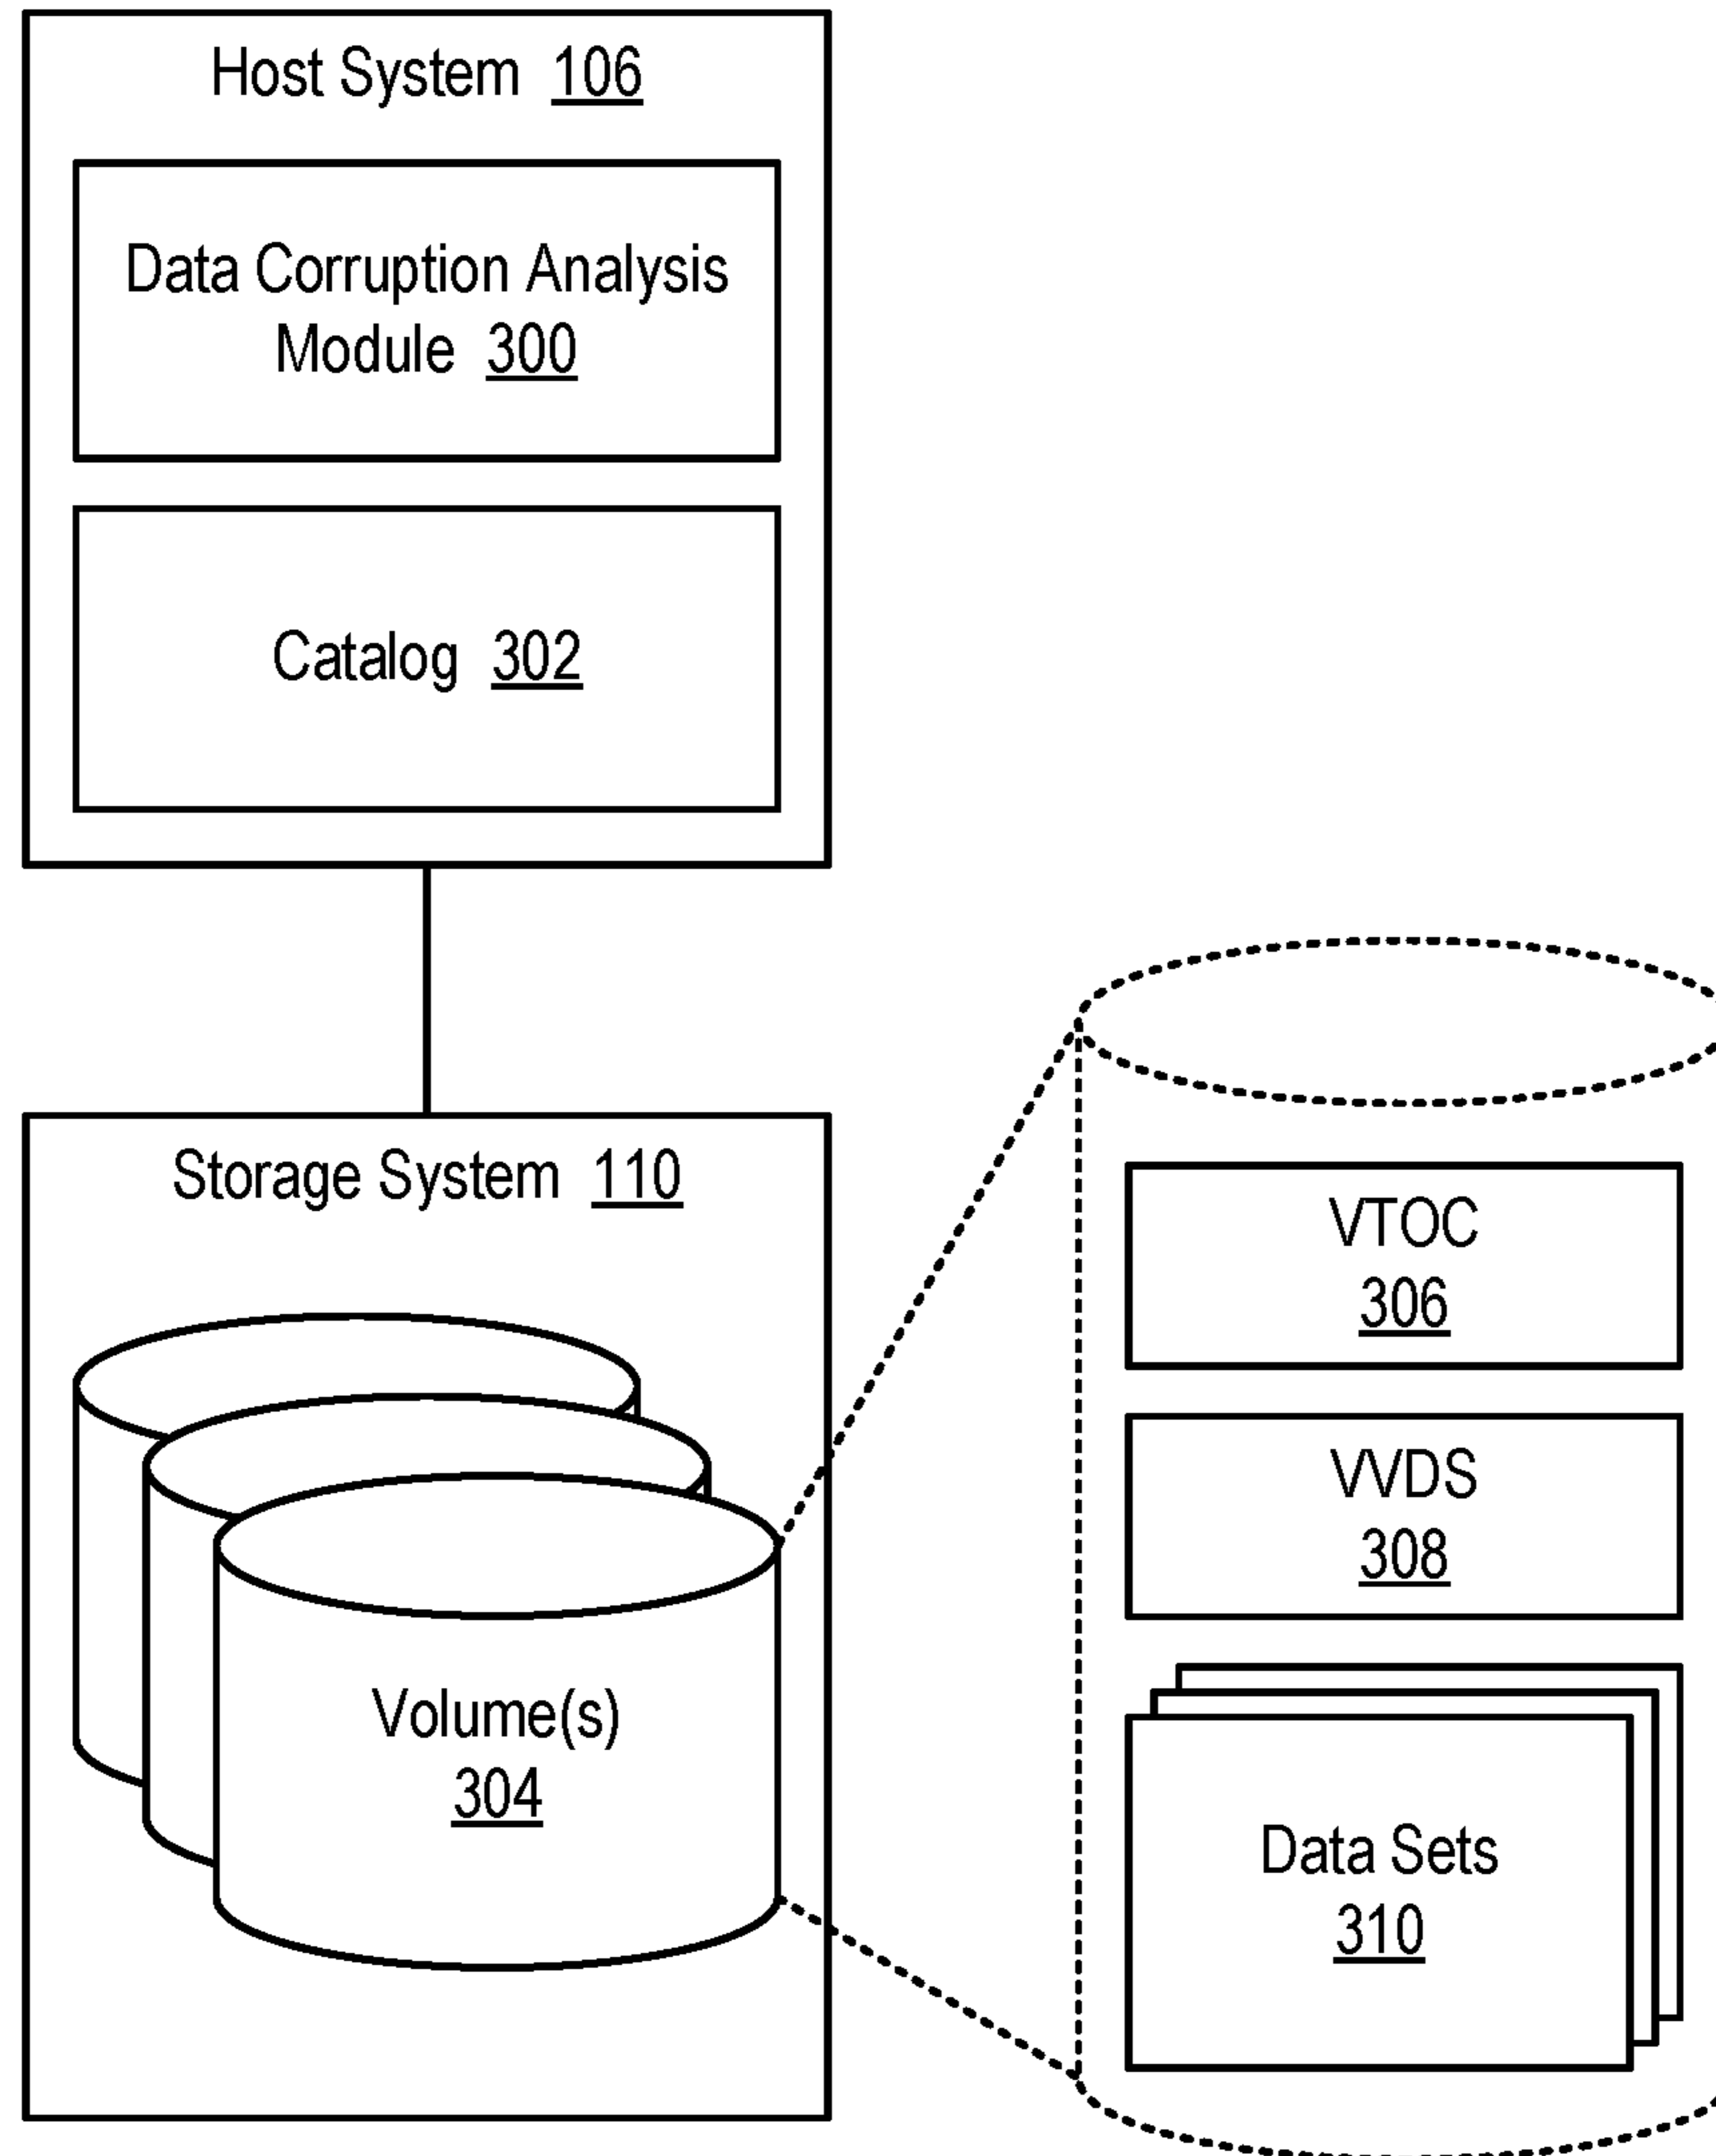 Host System 106
Data Corruption Analysis
Module 300
Catalog 302
Storage System 110
Volume(s)
304
VTOC
306
VVDS
308
Data Sets
310